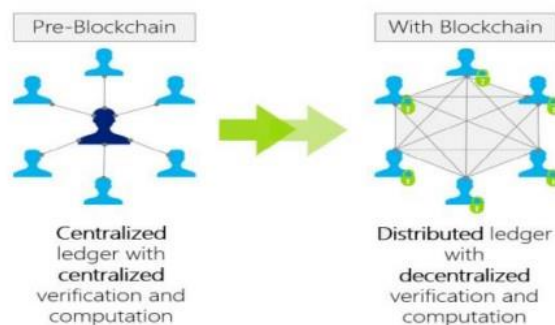 Pre-Blockchain
Centralized
ledger with
centralized
verification and
computation
With Blockchain
Distributed ledger
with
decentralized
verification and
computation